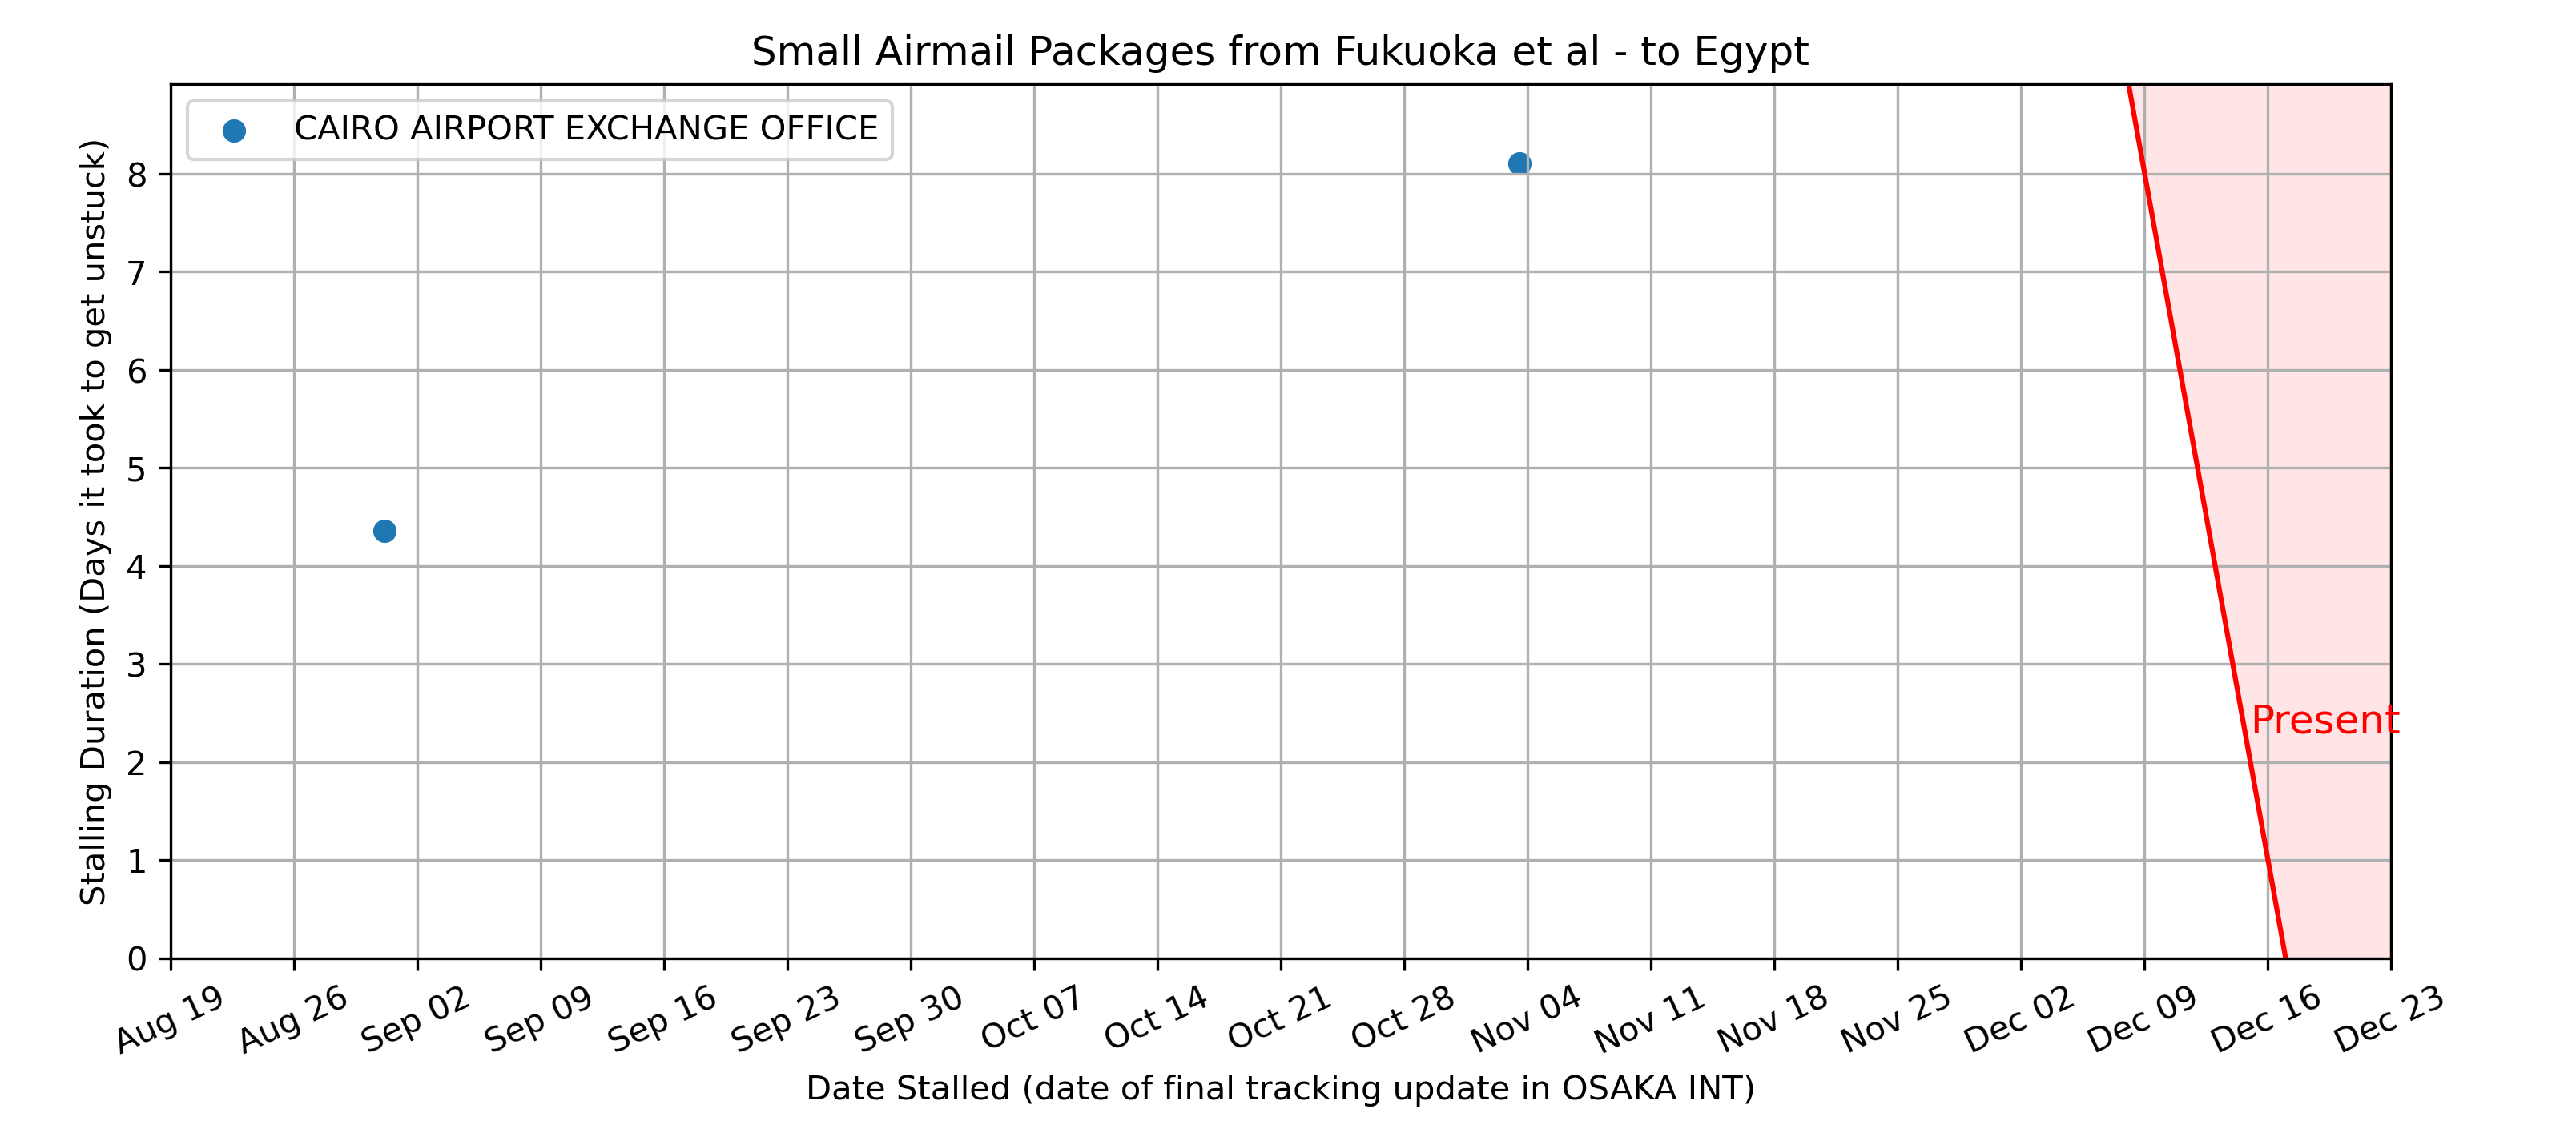 Small Airmail Packages from Fukuoka et al - to Egypt
CAIRO AIRPORT EXCHANGE OFFICE
Stalling Duration (Days it took to get unstuck)
8
7
6
5
4
3
2
1
0
Present
Aug 19
Aug 26
Sep 02
Sep 09
Sep 16
Sep 23
Sep 30
Oct 07
Oct 14
Oct 21
Oct 28
Nov 04
Nov 11
Nov 18
Nov 25
Dec 02
Dec 09
Dec 16
Dec 23
Date Stalled (date of final tracking update in OSAKA INT)